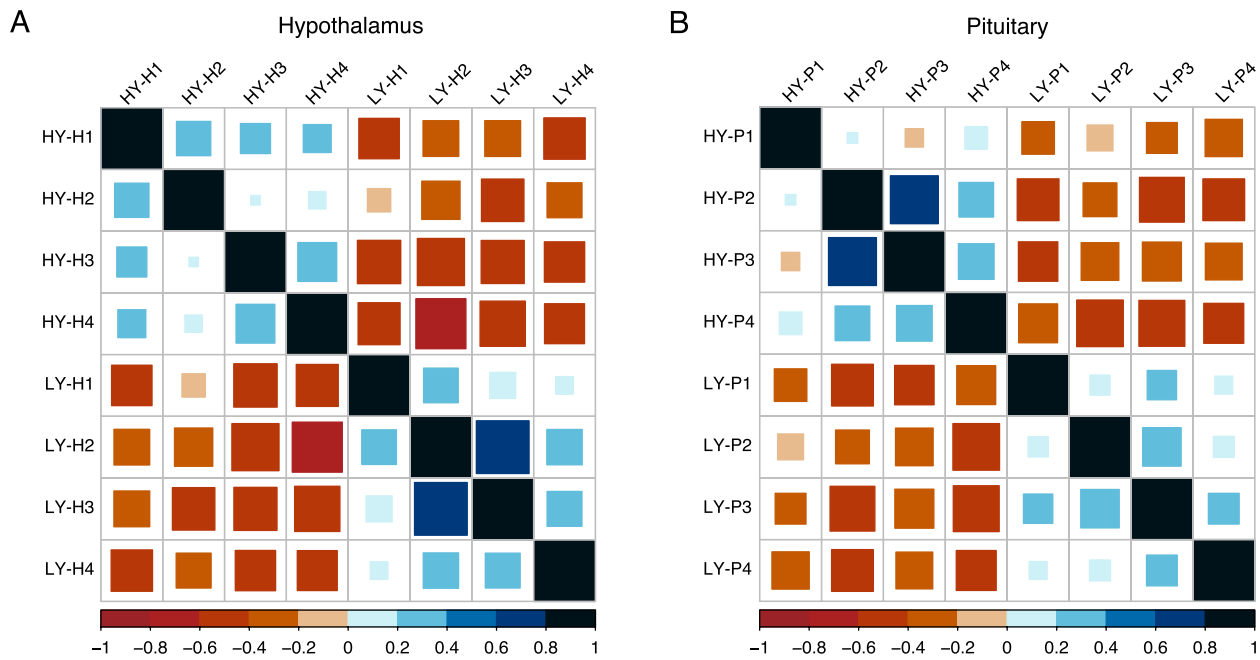 A
Hypothalamus
HY-H1 HY-H2 HY-H3 HY-H4 LY-H1 LY-H2 LY-H3 LY-H4
HY-H1
HY-H2
HY-H3
HY-H4
LY-H1
LY-H2
LY-H3
LY-H4
−1 −0.8 −0.6 −0.4 −0.2 0 0.2 0.4 0.6 0.8 1
B
Pituitary
HY-P1 HY-P2 HY-P3 HY-P4 LY-P1 LY-P2 LY-P3 LY-P4
HY-P1
HY-P2
HY-P3
HY-P4
LY-P1
LY-P2
LY-P3
LY-P4
−1 −0.8 −0.6 −0.4 −0.2 0 0.2 0.4 0.6 0.8 1